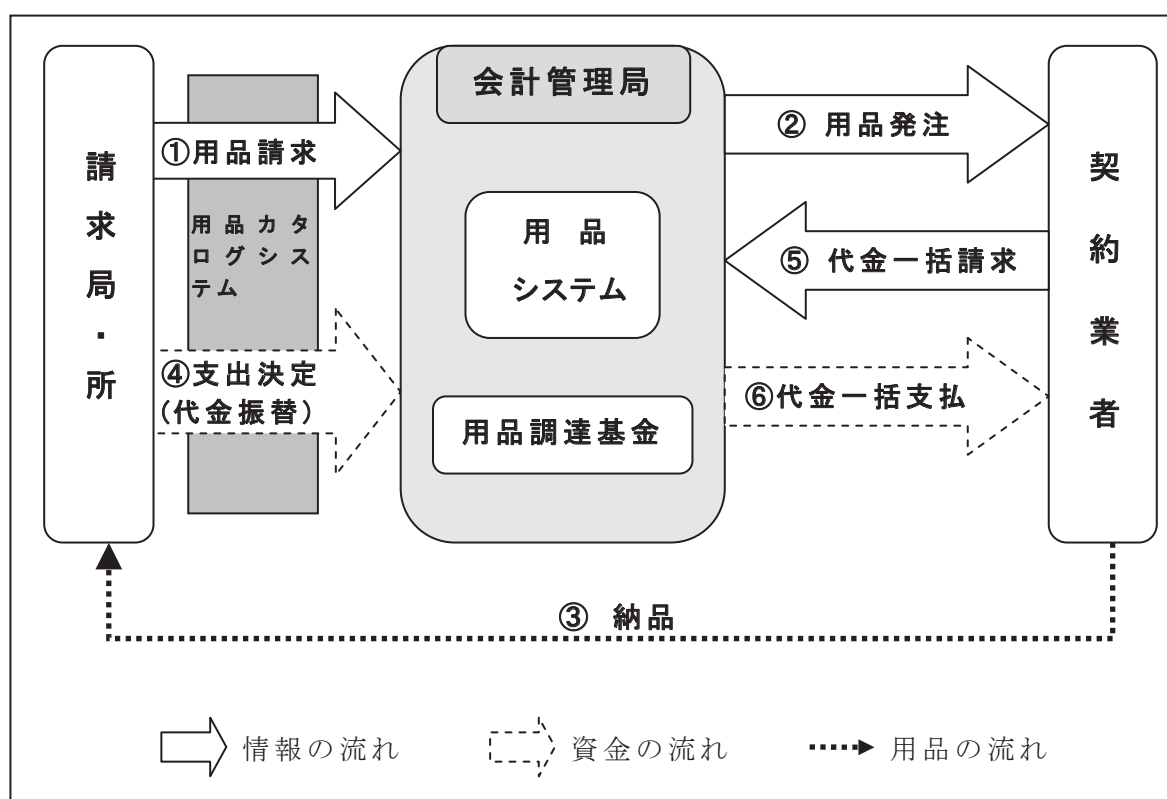 請求局・所
①用品請求
用品カタ
ログシス
テム
④支出決定
(代金振替)
会計管理局
用品
システム
用品調達基金
② 用品発注
⑤ 代金一括請求
⑥代金一括支払
契約業者
③ 納品
情報の流れ
資金の流れ
用品の流れ